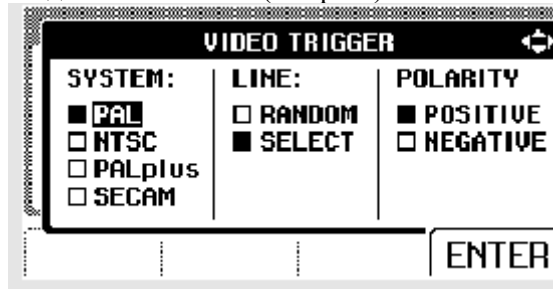 VIDEO TRIGGER
SYSTEM:
PAL
NTSC
PALplus
SECAM
LINE:
RANDOM
SELECT
POLARITY
POSITIVE
NEGATIVE
ENTER